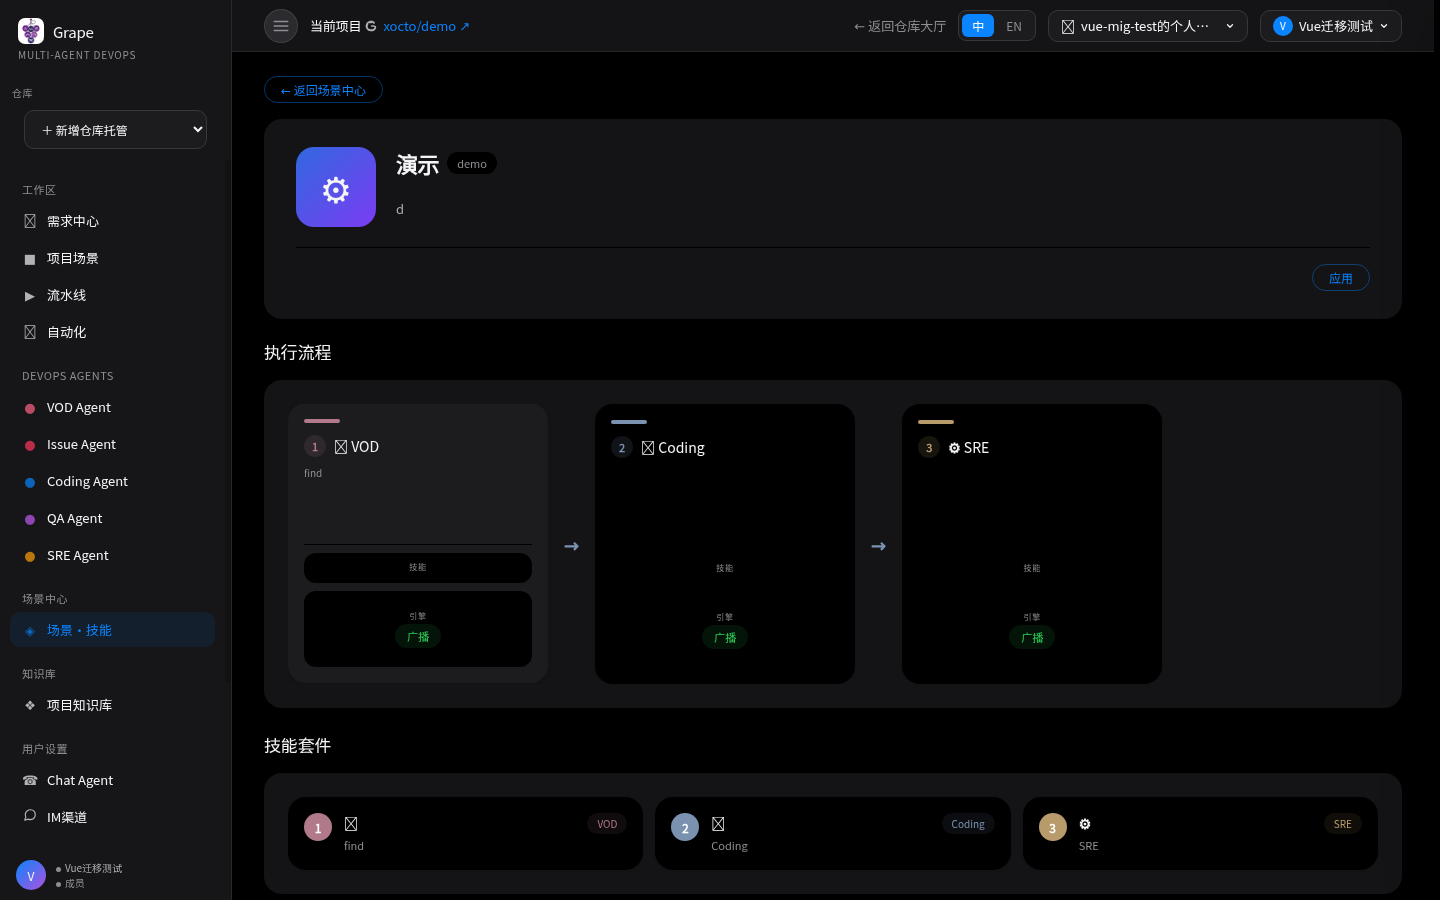 Grape
MULTI-AGENT DEVOPS
仓库
＋ 新增仓库托管
工作区
需求中心
项目场景
流水线
自动化
DEVOPS AGENTS
VOD Agent
Issue Agent
Coding Agent
QA Agent
SRE Agent
场景中心
场景・技能
知识库
项目知识库
用户设置
Chat Agent
IM渠道
V
Vue迁移测试
成员
当前项目 xocto/demo ↗
← 返回仓库大厅
中 EN
vue-mig-test的个人…
V Vue迁移测试
← 返回场景中心
演示 demo
d
应用
执行流程
1 VOD
find
技能
引擎
广播
→
2 Coding
技能
引擎
广播
→
3 SRE
技能
引擎
广播
技能套件
1 VOD
find
2 Coding
Coding
3 SRE
SRE